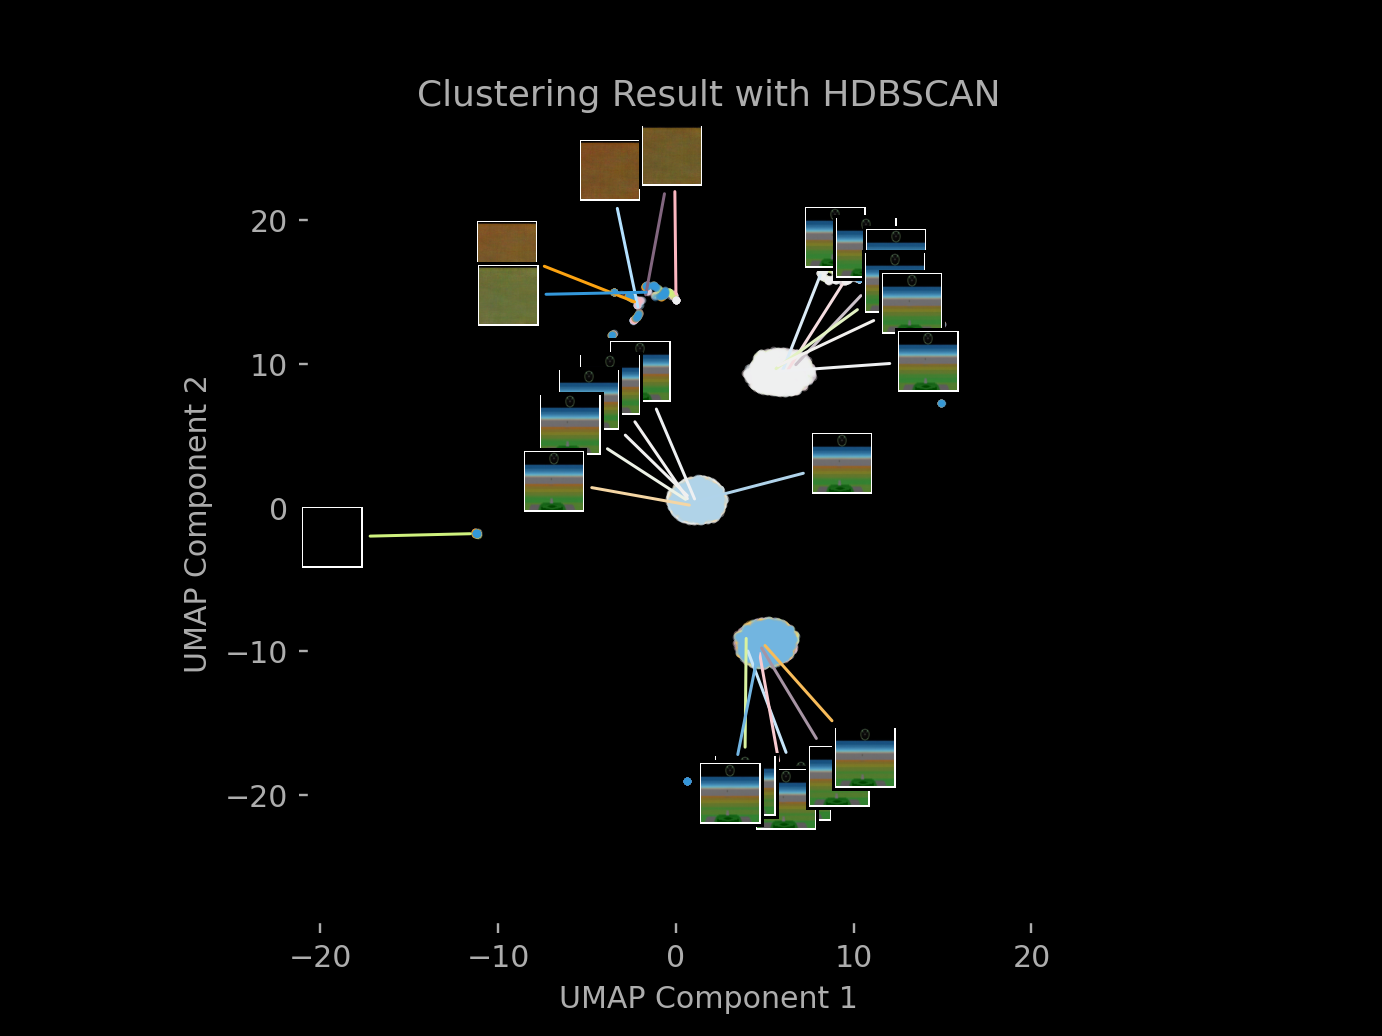 Clustering Result with HDBSCAN
20
10
0
−10
−20
UMAP Component 2
−20 −10 0 10 20
UMAP Component 1